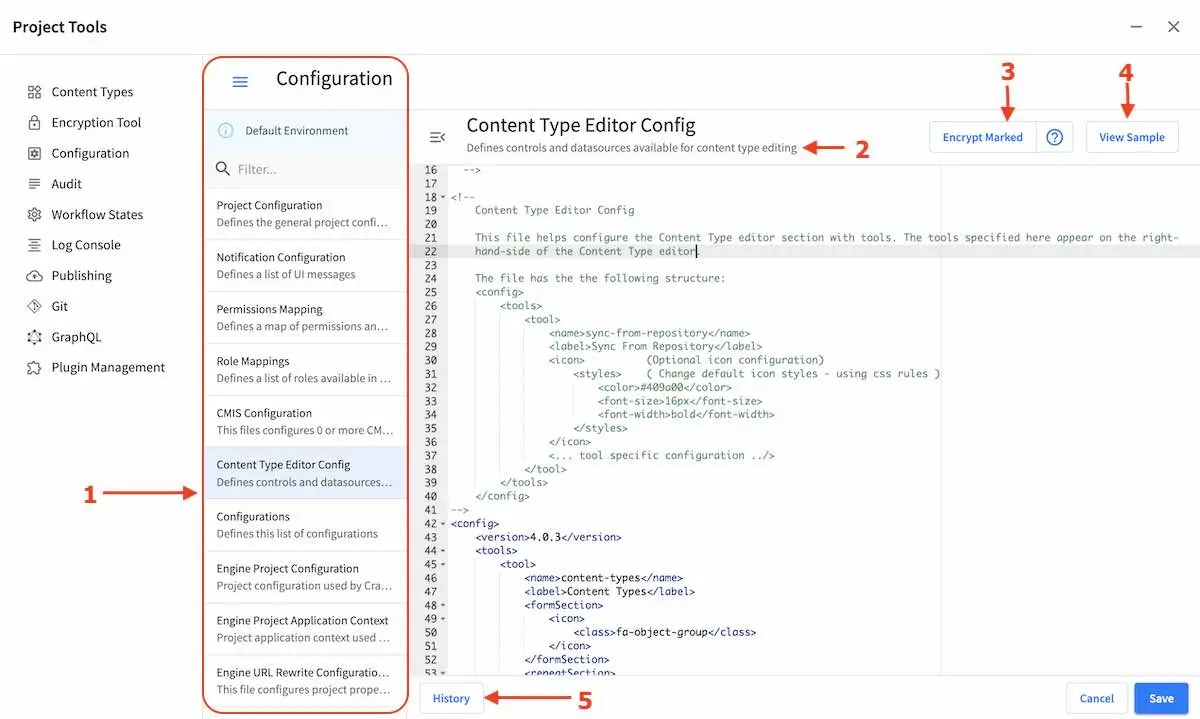 Project Tools
Content Types
Encryption Tool
Configuration
Audit
Workflow States
Log Console
Publishing
Git
GraphQL
Plugin Management
1
Configuration
Default Environment
Filter...
Project Configuration
Defines the general project confi...
Notification Configuration
Defines a list of UI messages
Permissions Mapping
Defines a map of permissions an...
Role Mappings
Defines a list of roles available in ...
CMIS Configuration
This files configures 0 or more CM...
Content Type Editor Config
Defines controls and datasources...
Configurations
Defines this list of configurations
Engine Project Configuration
Project configuration used by Cra...
Engine Project Application Context
Project application context used ...
Engine URL Rewrite Configuratio...
This file configures project prope...
Content Type Editor Config
Defines controls and datasources available for content type editing
2
3
Encrypt Marked
4
View Sample
16 -->
17
18 <!--
19 Content Type Editor Config
20
21 This file helps configure the Content Type editor section with tools. The tools specified here appear on the right-
22 hand-side of the Content Type editor.
23
24 The file has the the following structure:
25 <config>
26 <tools>
27 <tool>
28 <name>sync-from-repository</name>
29 <label>Sync From Repository</label>
30 <icon> (Optional icon configuration)
31 <styles> ( Change default icon styles - using css rules )
32 <color>#409a00</color>
33 <font-size>16px</font-size>
34 <font-width>bold</font-width>
35 </styles>
36 </icon>
37 <... tool specific configuration ../>
38 </tool>
39 </tools>
40 </config>
41 -->
42 <config>
43 <version>4.0.3</version>
44 <tools>
45 <tool>
46 <name>content-types</name>
47 <label>Content Types</label>
48 <formSection>
49 <icon>
50 <class>fa-object-group</class>
51 </icon>
52 </formSection>
53 <repeatSection>
History
5
Cancel
Save